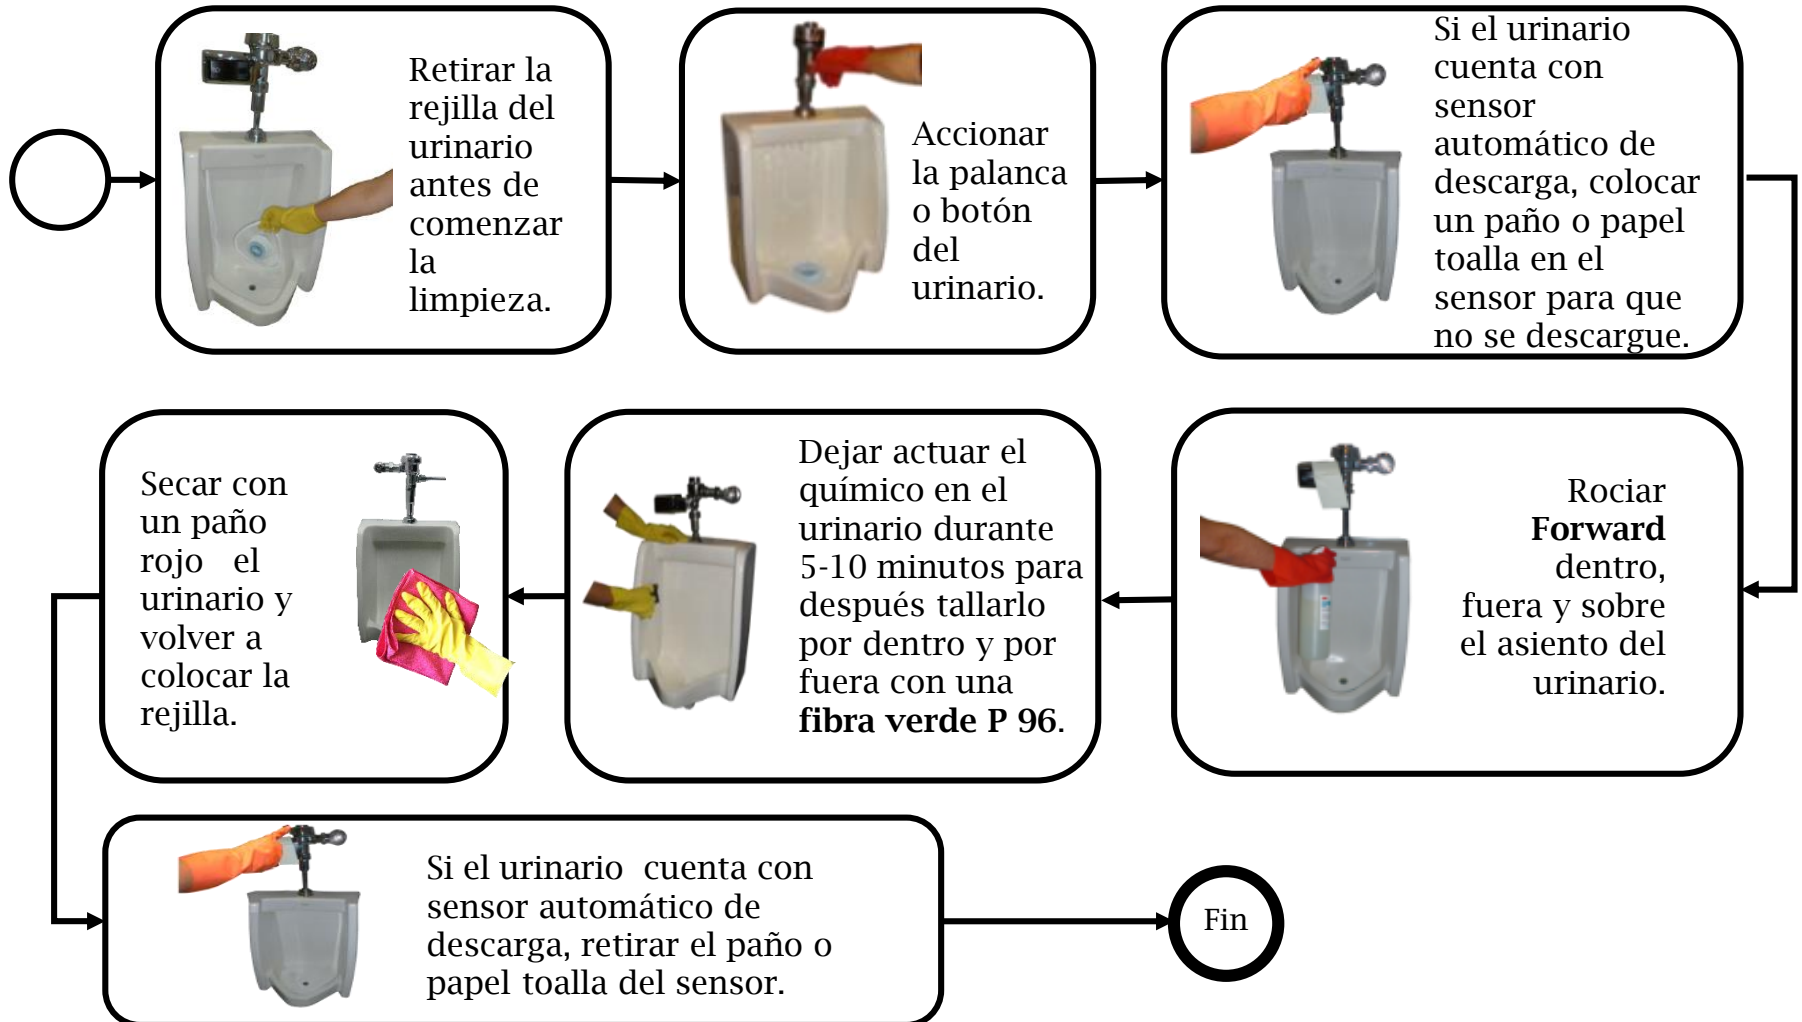 Retirar la
rejilla del
urinario
antes de
comenzar
la
limpieza.
Accionar
la palanca
o botón
del
urinario.
Si el urinario
cuenta con
sensor
automático de
descarga, colocar
un paño o papel
toalla en el
sensor para que
no se descargue.
Rociar
Forward
dentro,
fuera y sobre
el asiento del
urinario.
Dejar actuar el
químico en el
urinario durante
5-10 minutos para
después tallarlo
por dentro y por
fuera con una
fibra verde P 96.
Secar con
un paño
rojo el
urinario y
volver a
colocar la
rejilla.
Si el urinario cuenta con
sensor automático de
descarga, retirar el paño o
papel toalla del sensor.
Fin